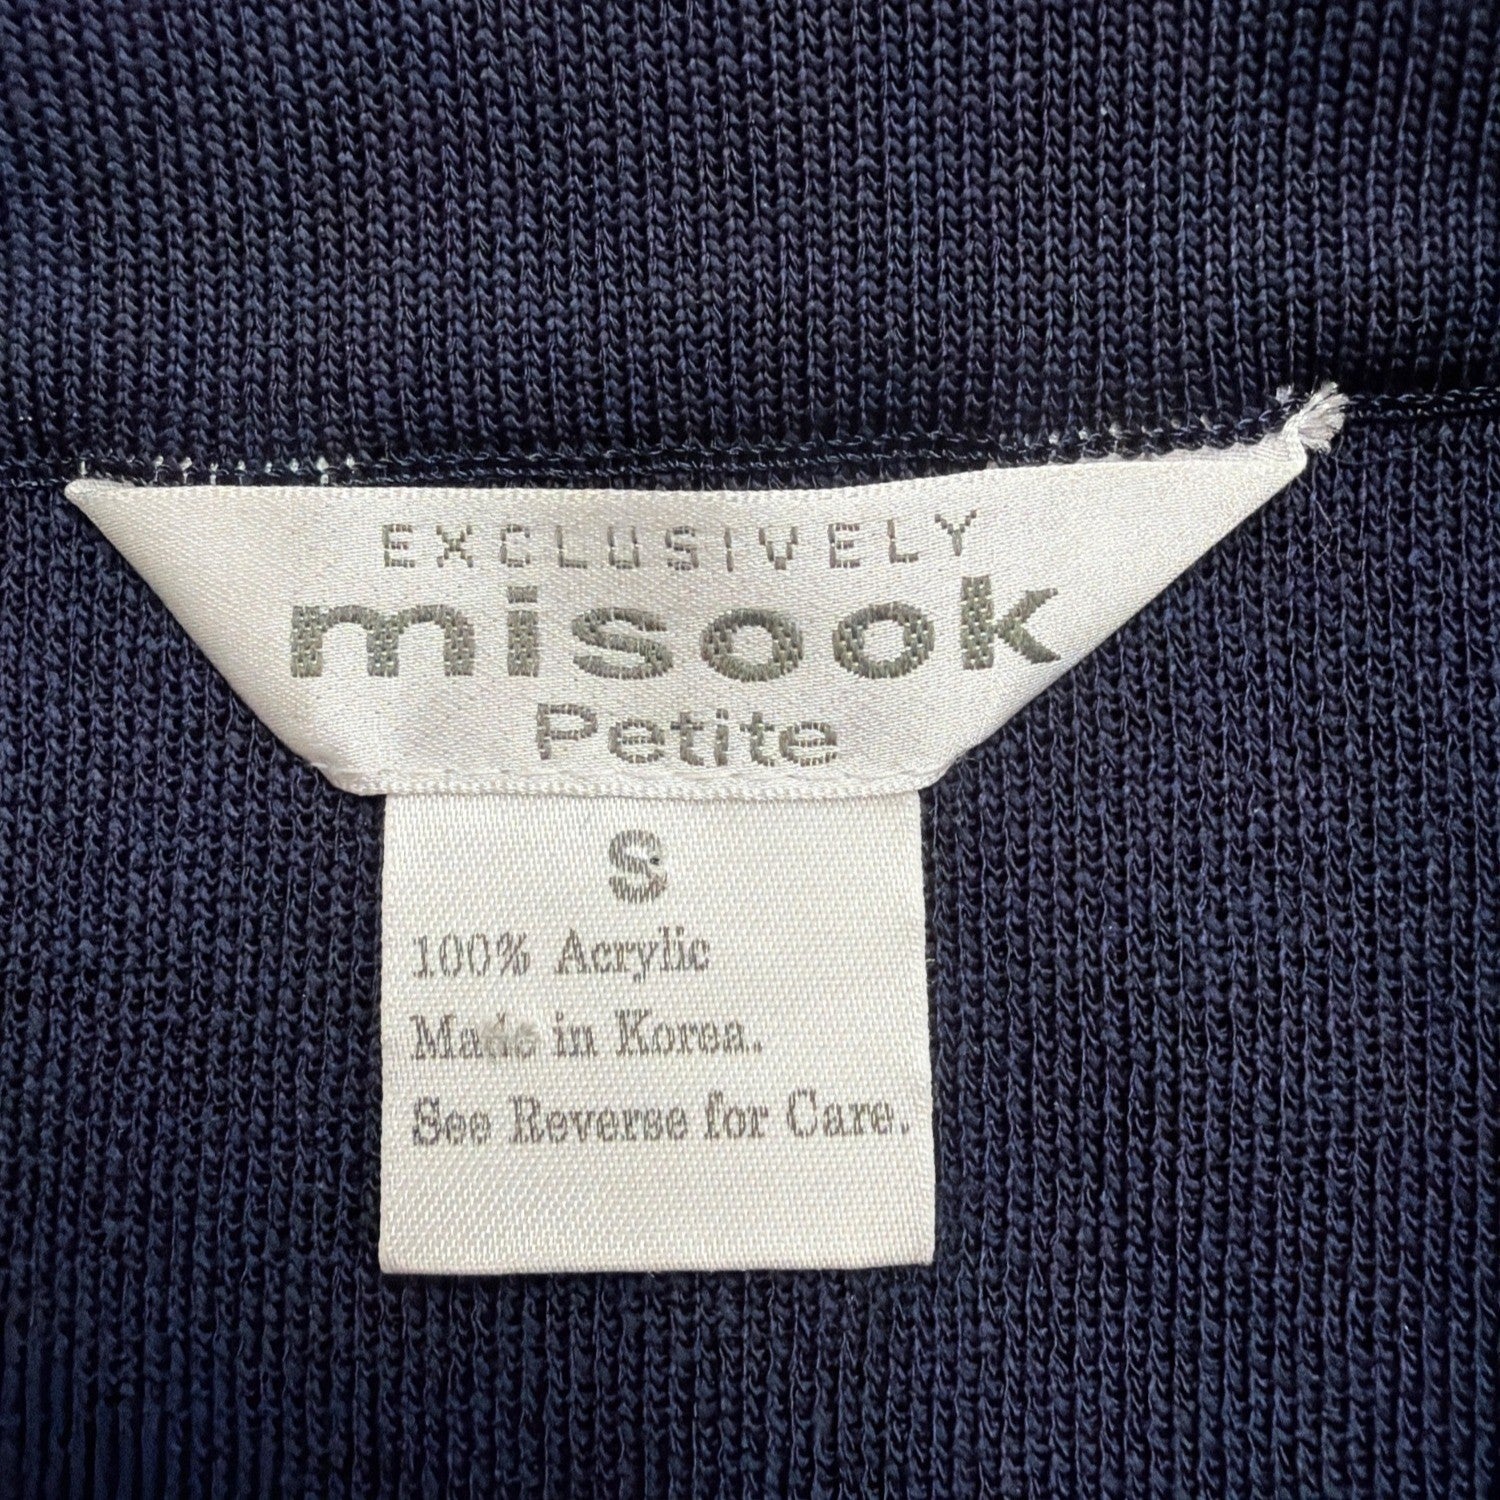 EXCLUSIVELY
misook
Petite
S
100% Acrylic
Made in Korea.
See Reverse for Care.